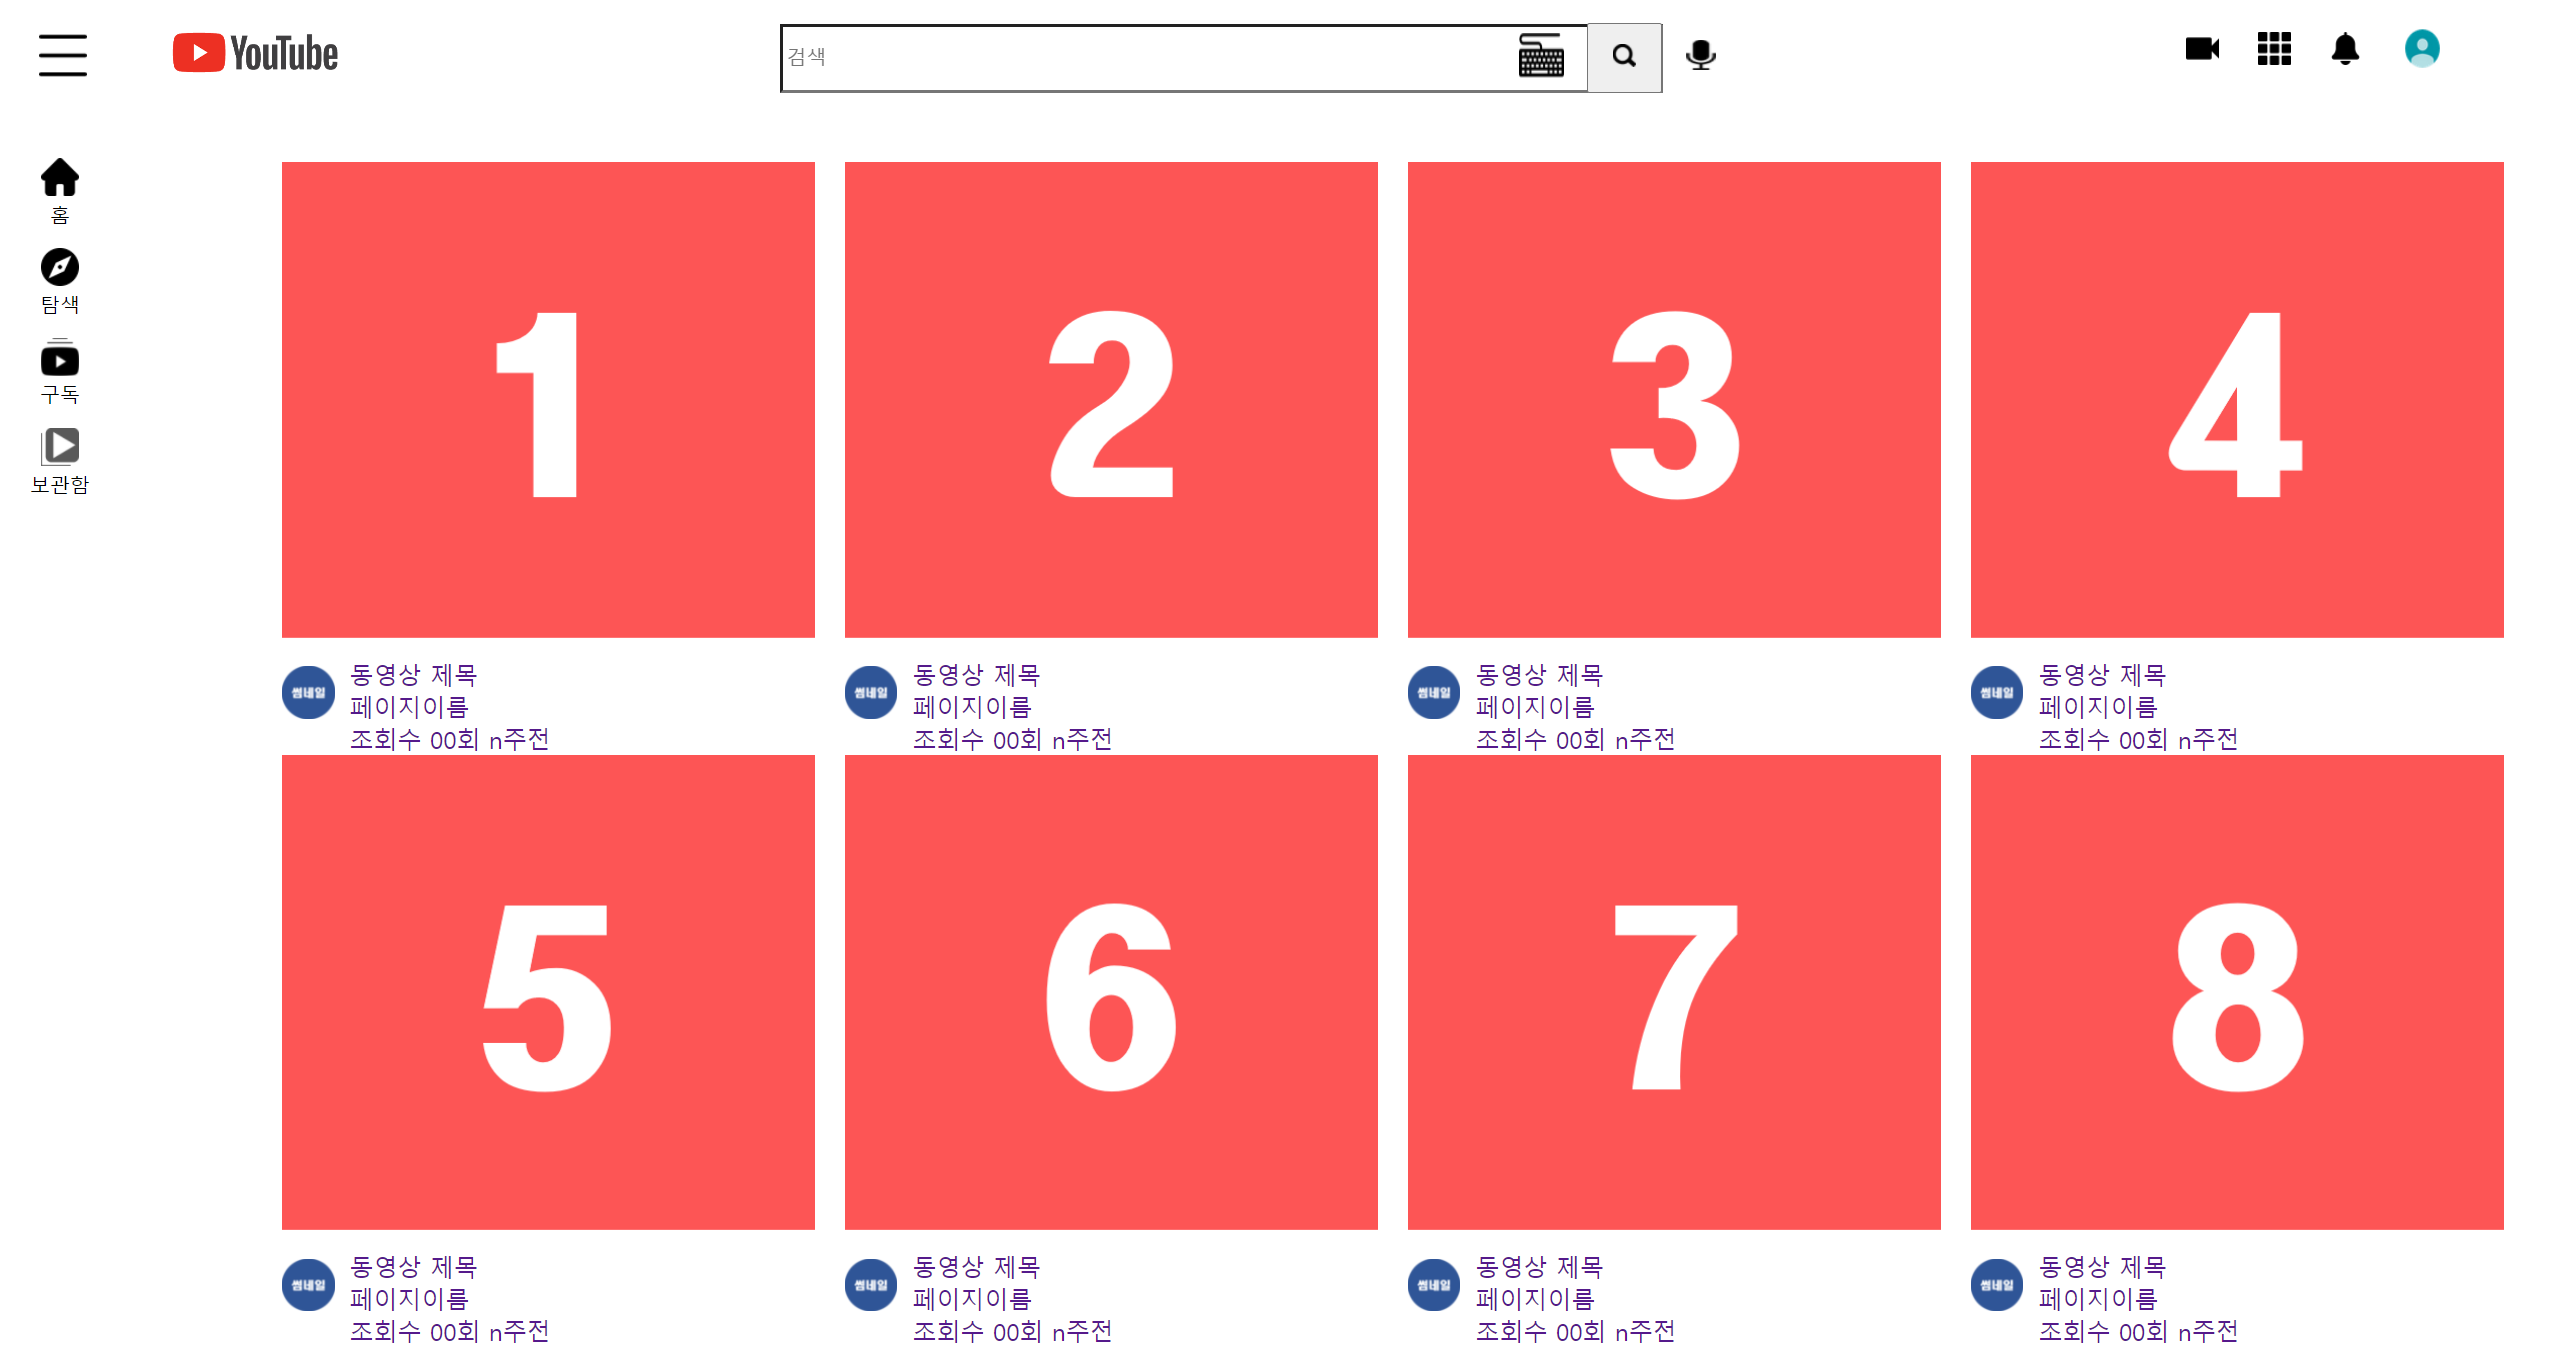 YouTube
검색
홈
탐색
구독
보관함
1
2
3
4
썸네일
동영상 제목
페이지이름
조회수 00회 n주전
썸네일
동영상 제목
페이지이름
조회수 00회 n주전
썸네일
동영상 제목
페이지이름
조회수 00회 n주전
썸네일
동영상 제목
페이지이름
조회수 00회 n주전
5
6
7
8
썸네일
동영상 제목
페이지이름
조회수 00회 n주전
썸네일
동영상 제목
페이지이름
조회수 00회 n주전
썸네일
동영상 제목
페이지이름
조회수 00회 n주전
썸네일
동영상 제목
페이지이름
조회수 00회 n주전